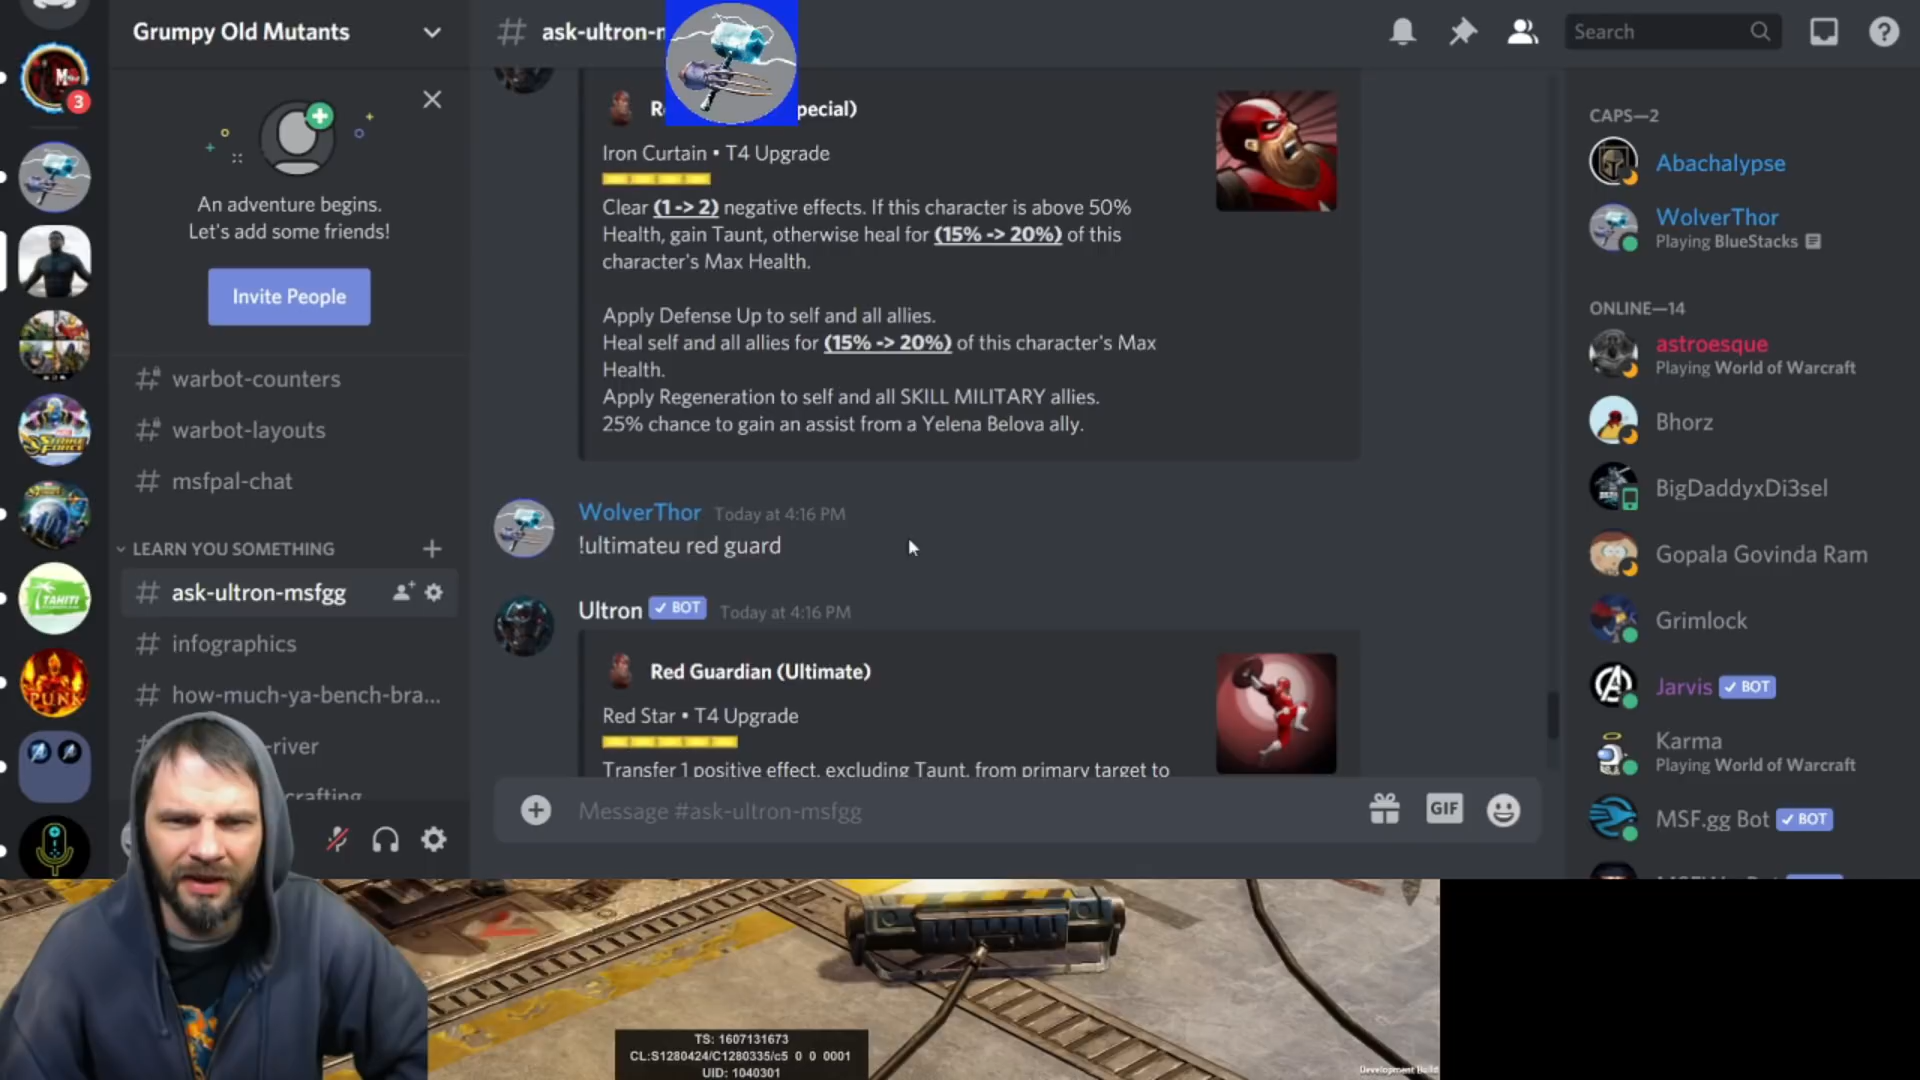 Grumpy Old Mutants
3
An adventure begins.
Let's add some friends!
Invite People
warbot-counters
warbot-layouts
msfpal-chat
LEARN YOU SOMETHING
ask-ultron-msfgg
infographics
how-much-ya-bench-bra...
-river
crafting
TAHITI
PUNK
# ask-ultron-m
Search
pecial)
Iron Curtain • T4 Upgrade
Clear (1 -> 2) negative effects. If this character is above 50%
Health, gain Taunt, otherwise heal for (15% -> 20%) of this
character's Max Health.
Apply Defense Up to self and all allies.
Heal self and all allies for (15% -> 20%) of this character's Max
Health.
Apply Regeneration to self and all SKILL MILITARY allies.
25% chance to gain an assist from a Yelena Belova ally.
WolverThor Today at 4:16 PM
!ultimateu red guard
Ultron ✓ BOT Today at 4:16 PM
Red Guardian (Ultimate)
Red Star • T4 Upgrade
Transfer 1 positive effect, excluding Taunt, from primary target to
Message #ask-ultron-msfgg
GIF
CAPS—2
Abachalypse
WolverThor
Playing BlueStacks
ONLINE—14
astroesque
Playing World of Warcraft
Bhorz
BigDaddyxDi3sel
Gopala Govinda Ram
Grimlock
Jarvis ✓ BOT
Karma
Playing World of Warcraft
MSF.gg Bot ✓ BOT
TS: 1607131673
CL:S1280424/C1280335/c5 0 0 0001
UID: 1040301
Development Build